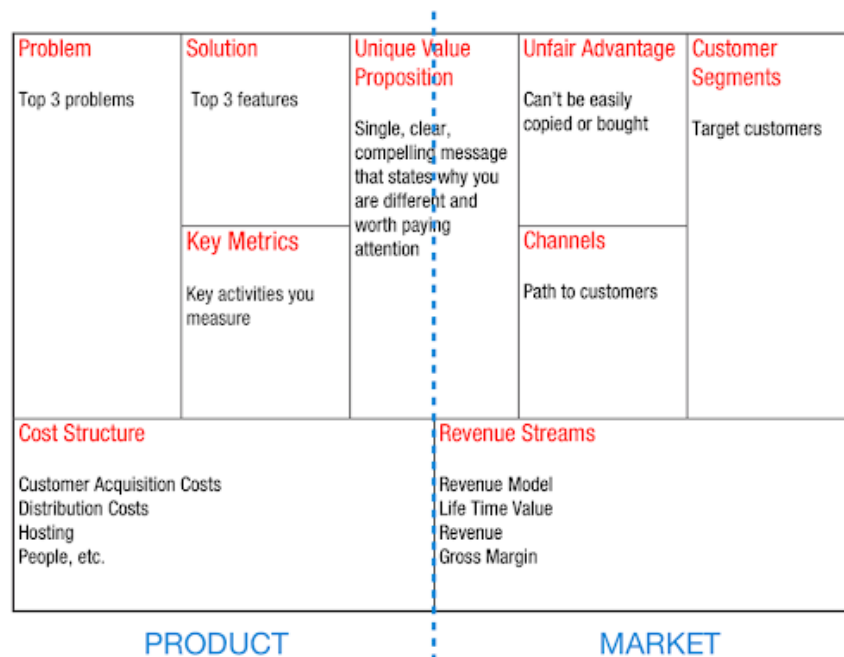 Problem
Top 3 problems
Solution
Top 3 features
Key Metrics
Key activities you
measure
Unique Value
Proposition
Single, clear,
compelling message
that states why you
are different and
worth paying
attention
Unfair Advantage
Can't be easily
copied or bought
Channels
Path to customers
Customer
Segments
Target customers
Cost Structure
Customer Acquisition Costs
Distribution Costs
Hosting
People, etc.
Revenue Streams
Revenue Model
Life Time Value
Revenue
Gross Margin
PRODUCT
MARKET